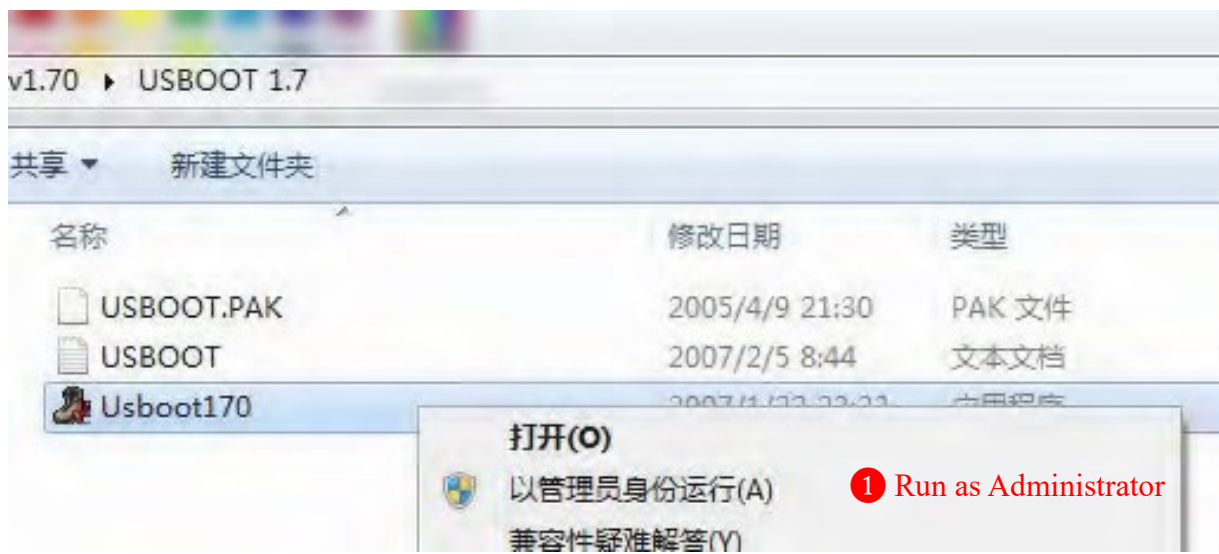 v1.70 ▸ USBOOT 1.7
共享 ▼ 新建文件夹
名称 修改日期 类型
USBOOT.PAK 2005/4/9 21:30 PAK 文件
USBOOT 2007/2/5 8:44 文本文档
Usboot170
打开(O)
以管理员身份运行(A) 1 Run as Administrator
兼容性疑难解答(Y)